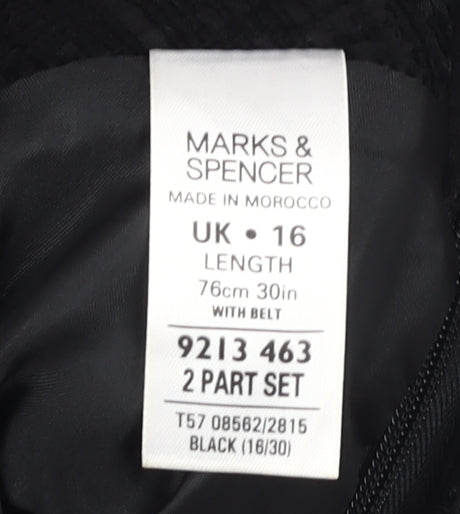 MARKS &
SPENCER
MADE IN MOROCCO
UK • 16
LENGTH
76cm 30in
WITH BELT
9213 463
2 PART SET
T57 08562/2815
BLACK (16/30)